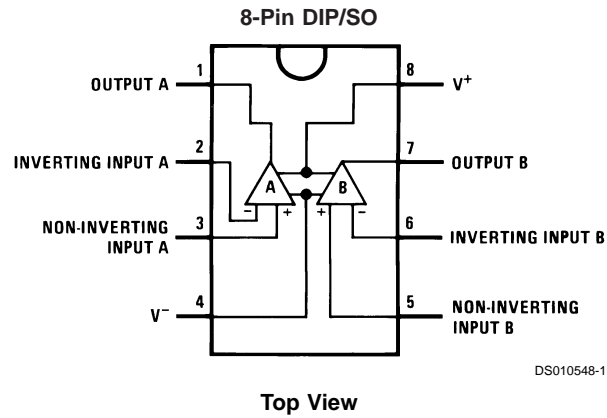 8-Pin DIP/SO
1
OUTPUT A
8
V+
2
INVERTING INPUT A
7
OUTPUT B
A
B
-
+
+
-
3
NON-INVERTING
INPUT A
6
INVERTING INPUT B
4
V-
5
NON-INVERTING
INPUT B
DS010548-1
Top View